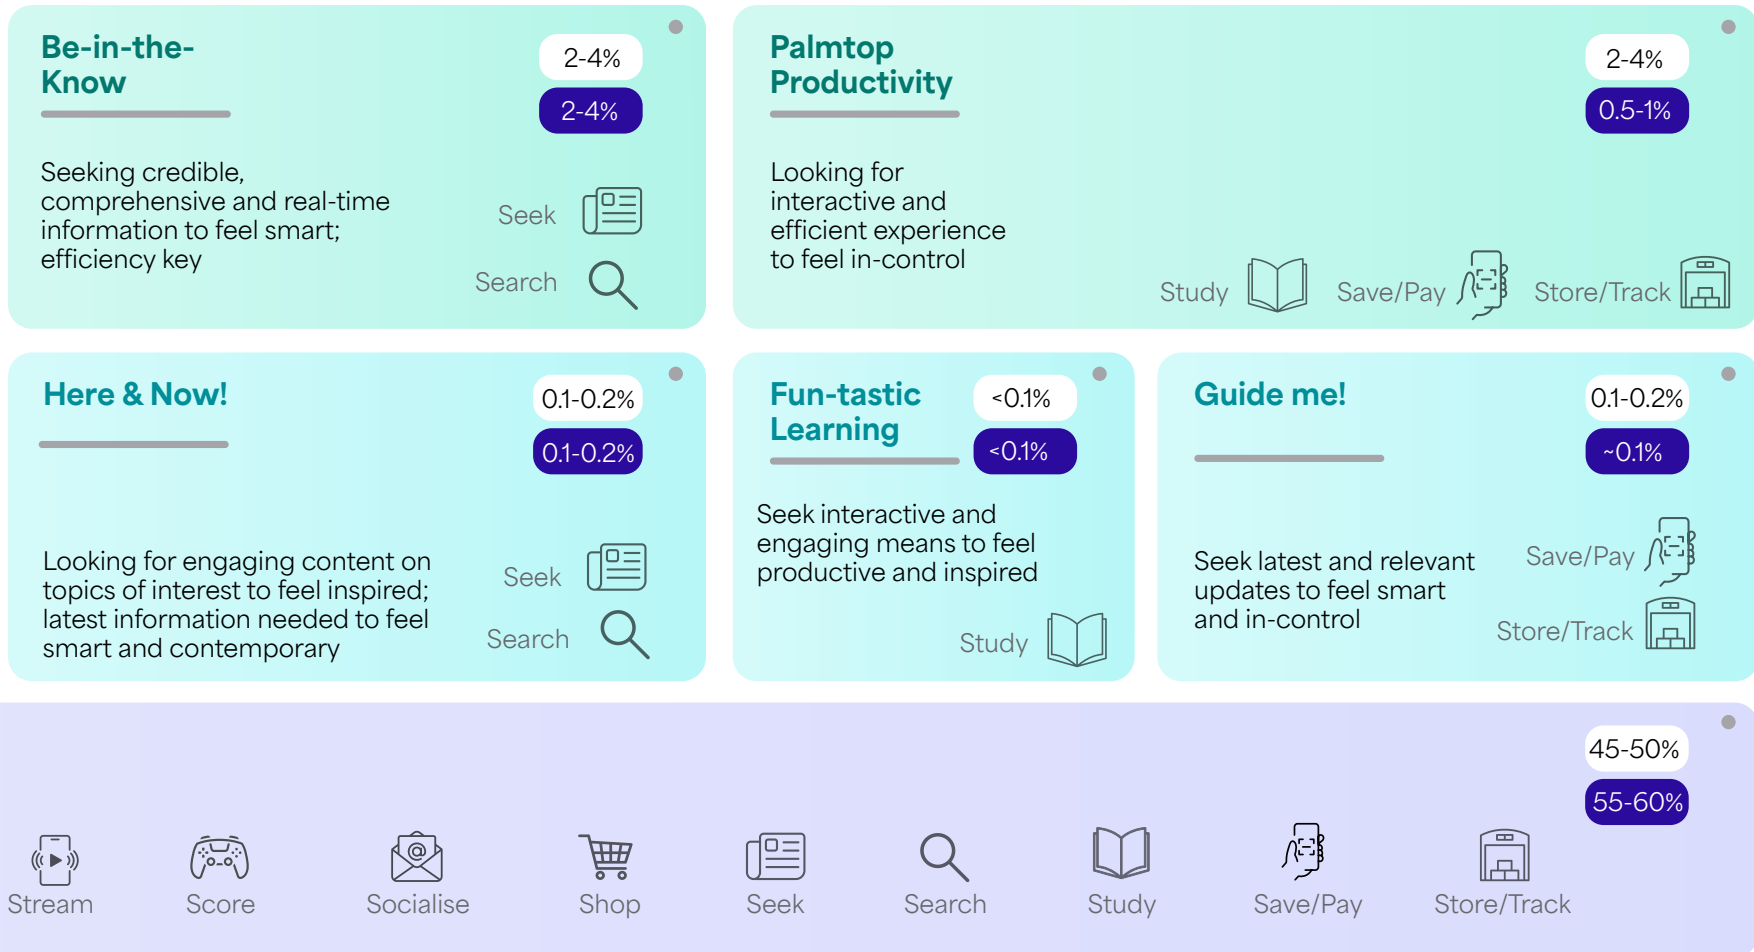 Be-in-the-
Know
2-4%
2-4%
Seeking credible,
comprehensive and real-time
information to feel smart;
efficiency key
Seek
Search
Palmtop
Productivity
2-4%
0.5-1%
Looking for
interactive and
efficient experience
to feel in-control
Study
Save/Pay
Store/Track
Here & Now!
0.1-0.2%
0.1-0.2%
Looking for engaging content on
topics of interest to feel inspired;
latest information needed to feel
smart and contemporary
Seek
Search
Fun-tastic
Learning
<0.1%
<0.1%
Seek interactive and
engaging means to feel
productive and inspired
Study
Guide me!
0.1-0.2%
~0.1%
Seek latest and relevant
updates to feel smart
and in-control
Save/Pay
Store/Track
45-50%
55-60%
@
Stream
Score
Socialise
Shop
Seek
Search
Study
Save/Pay
Store/Track